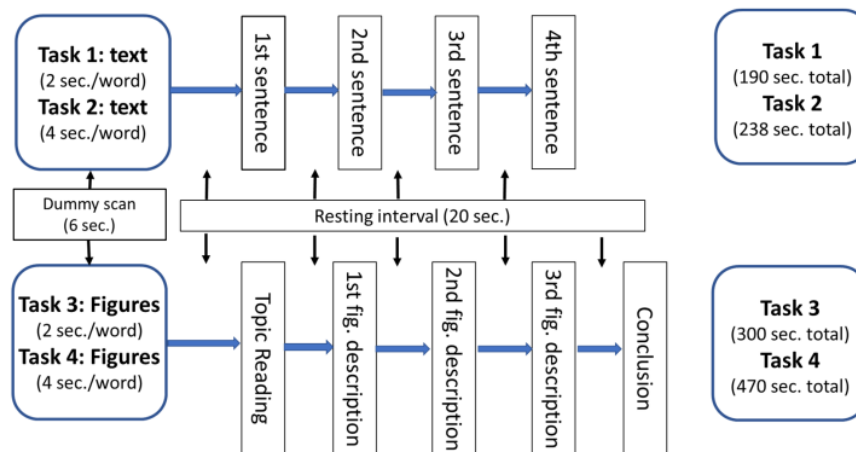 Task 1: text
(2 sec./word)
Task 2: text
(4 sec./word)
1st sentence
2nd sentence
3rd sentence
4th sentence
Task 1
(190 sec. total)
Task 2
(238 sec. total)
Dummy scan
(6 sec.)
Resting interval (20 sec.)
Task 3: Figures
(2 sec./word)
Task 4: Figures
(4 sec./word)
Topic Reading
1st fig. description
2nd fig. description
3rd fig. description
Conclusion
Task 3
(300 sec. total)
Task 4
(470 sec. total)